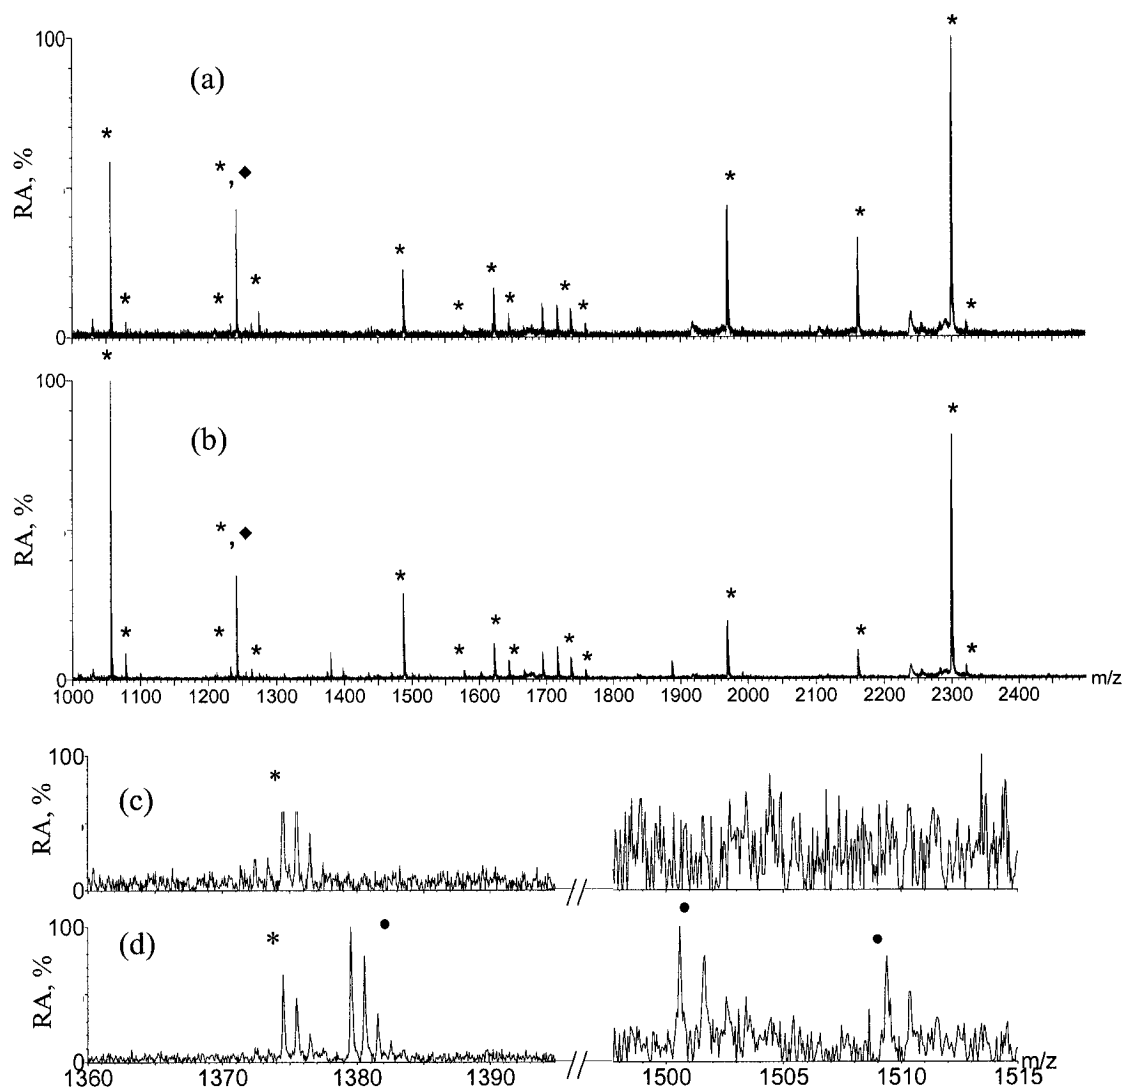 100
(a)
RA, %
0
* * * * , ◆ * * * * * * * * * * *
100
(b)
RA, %
0
* * * * , ◆ * * * * * * * * * * *
1000 1100 1200 1300 1400 1500 1600 1700 1800 1900 2000 2100 2200 2300 2400 m/z
100
(c)
RA, %
0
*
//
100
(d)
RA, %
0
* ● ● ●
//
1360 1370 1380 1390 1500 1505 1510 1515 m/z